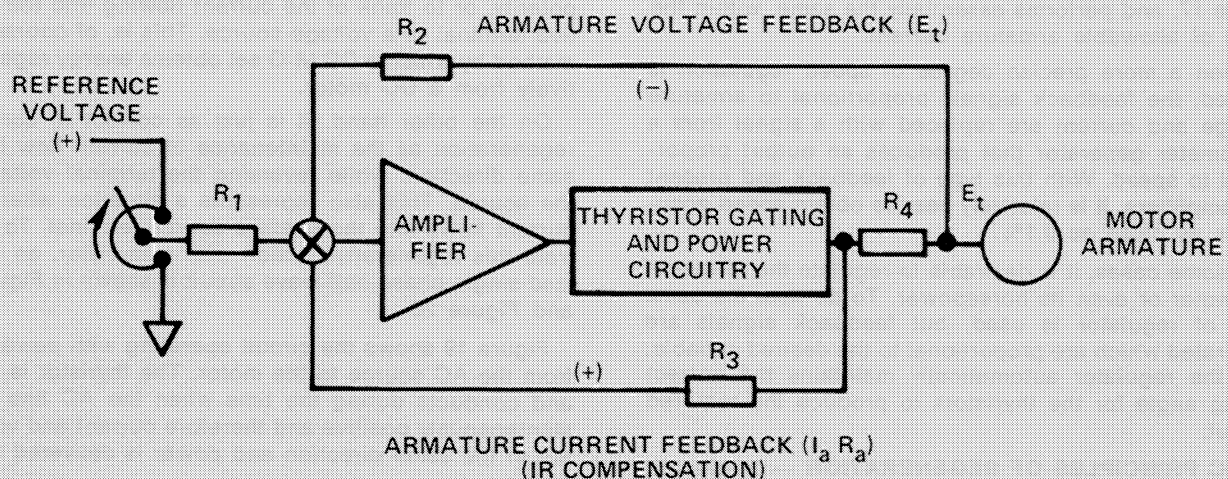 ARMATURE VOLTAGE FEEDBACK (Et)
R2
(−)
REFERENCE
VOLTAGE
(+)
R1
AMPLI-
FIER
THYRISTOR GATING
AND POWER
CIRCUITRY
R4
Et
MOTOR
ARMATURE
R3
(+)
ARMATURE CURRENT FEEDBACK (Ia Ra)
(IR COMPENSATION)